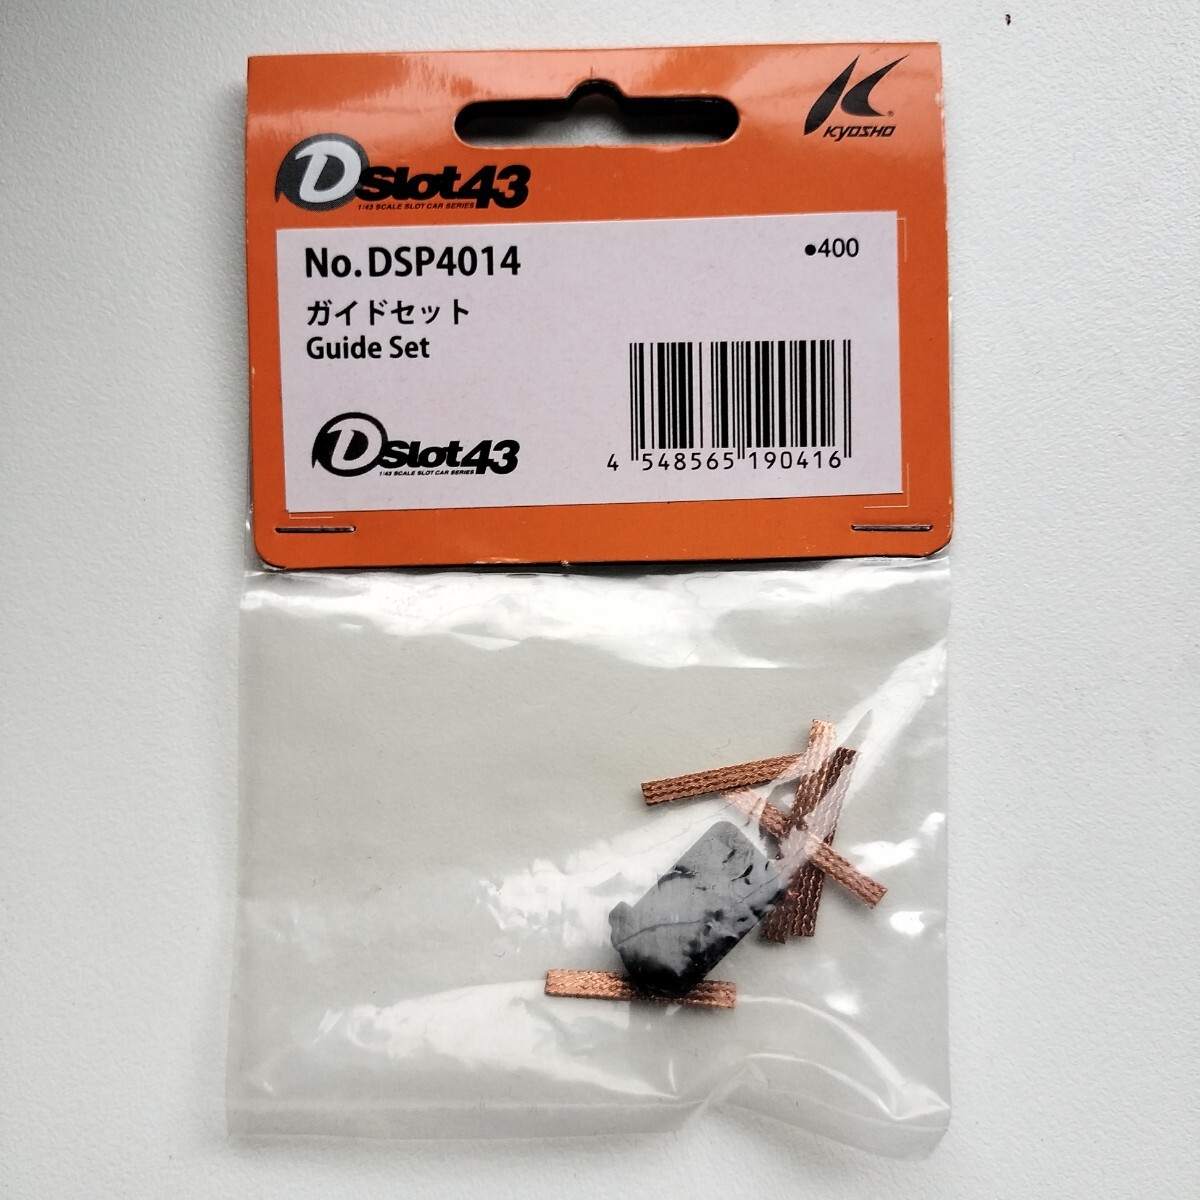 KYOSHO
DSlot43
1:43 SCALE SLOT CAR SERIES
No.DSP4014
●400
ガイドセット
Guide Set
DSlot43
1:43 SCALE SLOT CAR SERIES
4 548565 190416